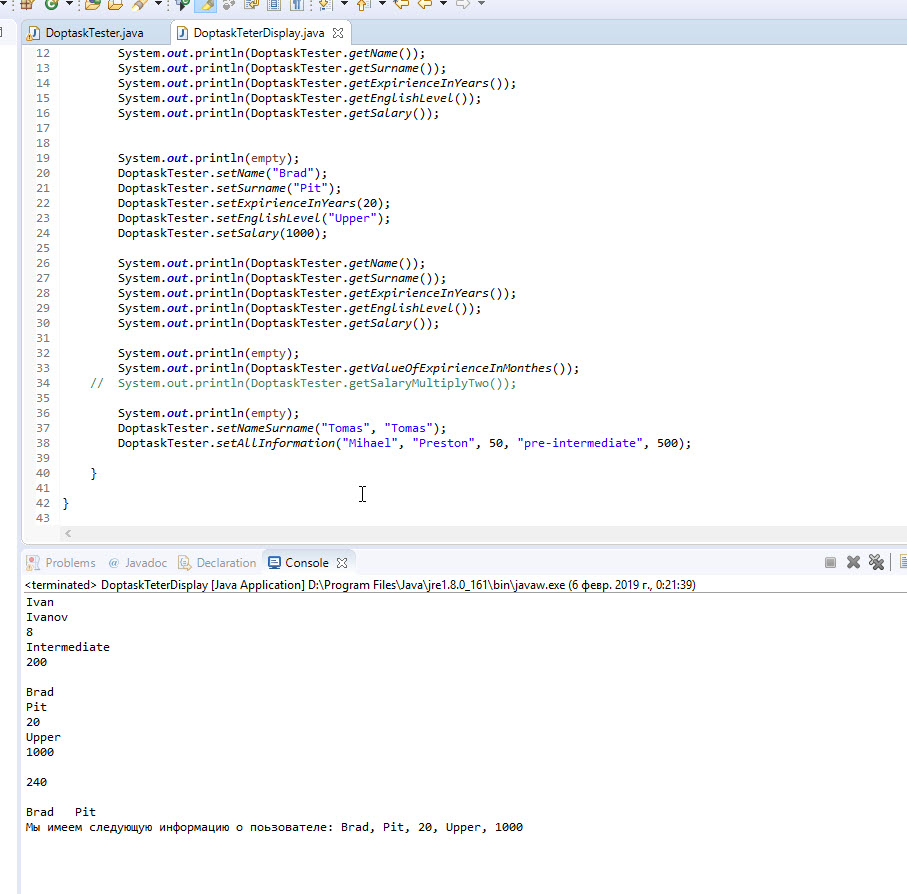 DoptaskTester.java DoptaskTeterDisplay.java
12 System.out.println(DoptaskTester.getName());
13 System.out.println(DoptaskTester.getSurname());
14 System.out.println(DoptaskTester.getExpirienceInYears());
15 System.out.println(DoptaskTester.getEnglishLevel());
16 System.out.println(DoptaskTester.getSalary());
17
18
19 System.out.println(empty);
20 DoptaskTester.setName("Brad");
21 DoptaskTester.setSurname("Pit");
22 DoptaskTester.setExpirienceInYears(20);
23 DoptaskTester.setEnglishLevel("Upper");
24 DoptaskTester.setSalary(1000);
25
26 System.out.println(DoptaskTester.getName());
27 System.out.println(DoptaskTester.getSurname());
28 System.out.println(DoptaskTester.getExpirienceInYears());
29 System.out.println(DoptaskTester.getEnglishLevel());
30 System.out.println(DoptaskTester.getSalary());
31
32 System.out.println(empty);
33 System.out.println(DoptaskTester.getValueOfExpirienceInMonthes());
34 // System.out.println(DoptaskTester.getSalaryMultiplyTwo());
35
36 System.out.println(empty);
37 DoptaskTester.setNameSurname("Tomas", "Tomas");
38 DoptaskTester.setAllInformation("Mihael", "Preston", 50, "pre-intermediate", 500);
39
40 }
41
42 }
43
Problems @ Javadoc Declaration Console
<terminated> DoptaskTeterDisplay [Java Application] D:\Program Files\Java\jre1.8.0_161\bin\javaw.exe (6 февр. 2019 г., 0:21:39)
Ivan
Ivanov
8
Intermediate
200
Brad
Pit
20
Upper
1000
240
Brad Pit
Мы имеем следующую информацию о поьзователе: Brad, Pit, 20, Upper, 1000